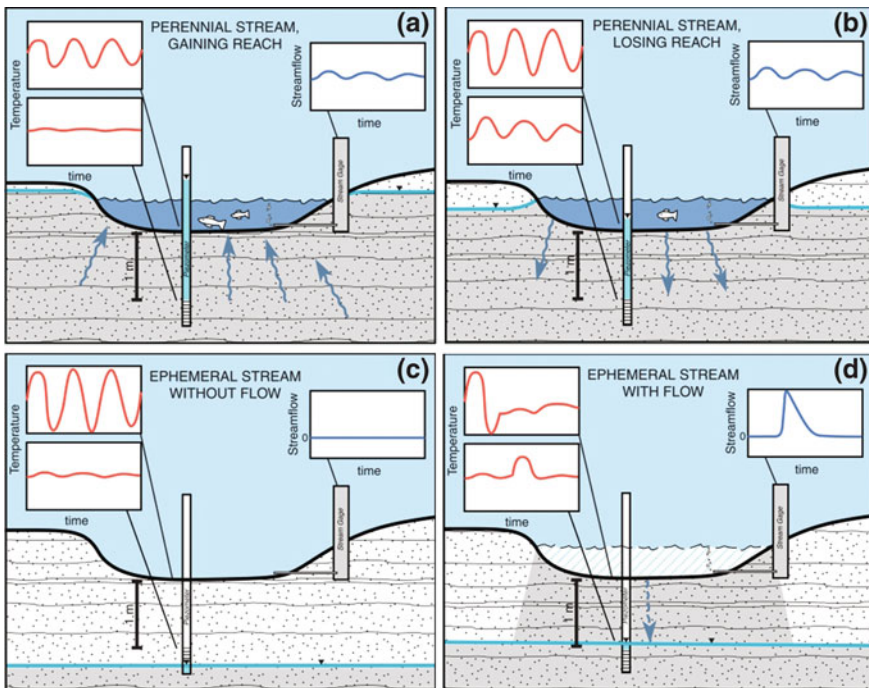 (a)
PERENNIAL STREAM,
GAINING REACH
Temperature
time
Streamflow
time
Stream Gage
Piezometer
1 m
(b)
PERENNIAL STREAM,
LOSING REACH
Temperature
time
Streamflow
time
Stream Gage
Piezometer
1 m
(c)
EPHEMERAL STREAM
WITHOUT FLOW
Temperature
time
Streamflow
0
time
Stream Gage
Piezometer
1 m
(d)
EPHEMERAL STREAM
WITH FLOW
Temperature
time
Streamflow
0
time
Stream Gage
Piezometer
1 m